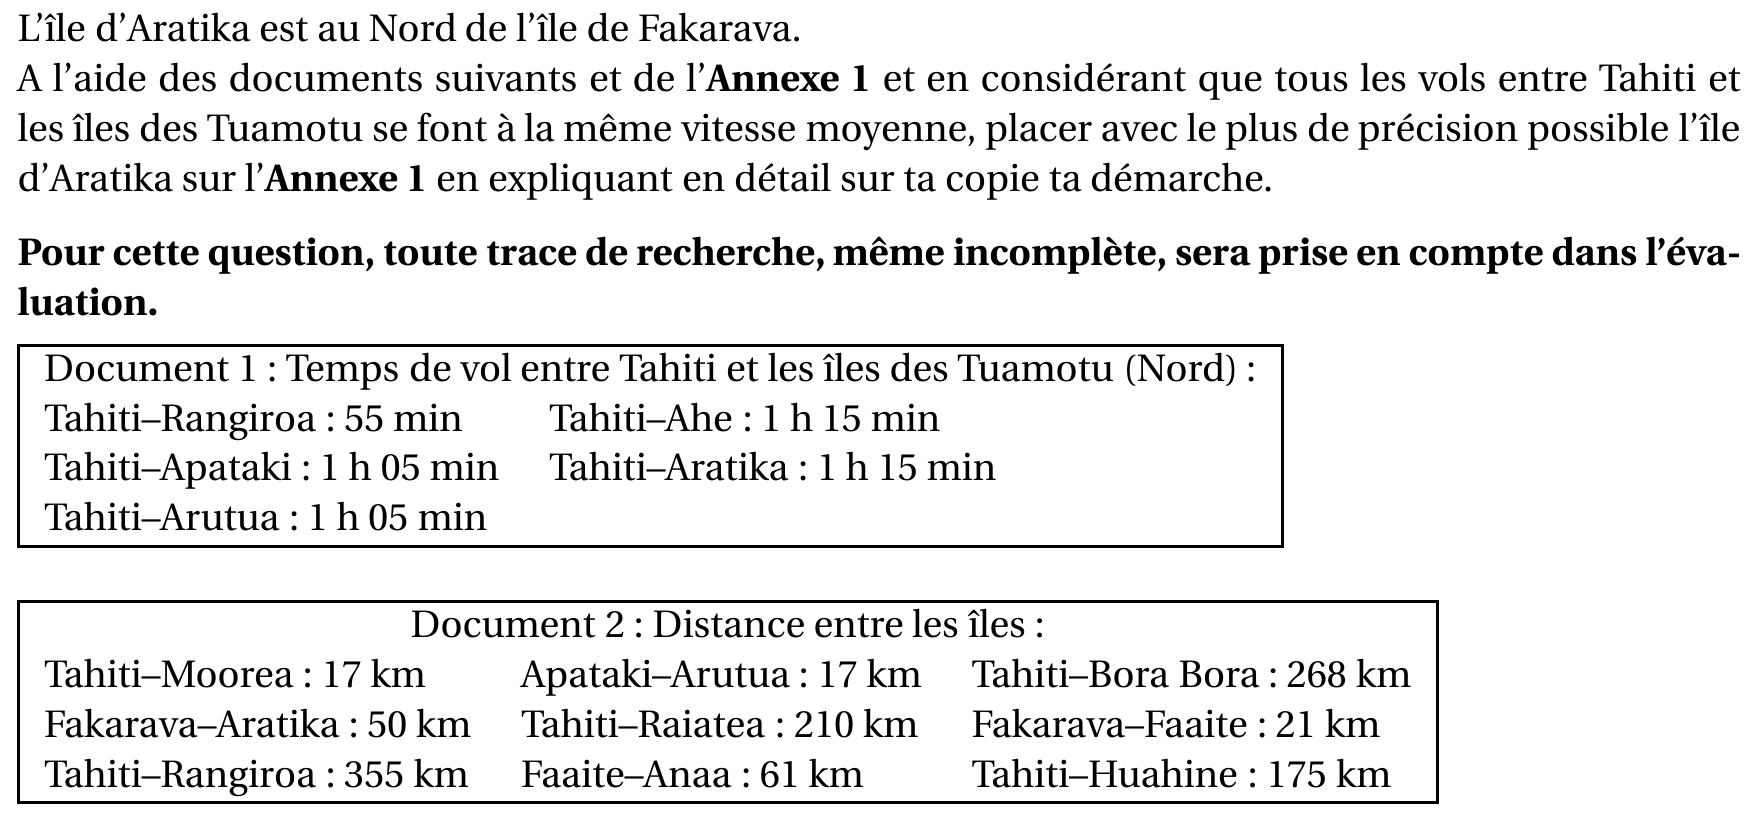 L'île d'Aratika est au Nord de l'île de Fakarava.
A l'aide des documents suivants et de l'Annexe 1 et en considérant que tous les vols entre Tahiti et
les îles des Tuamotu se font à la même vitesse moyenne, placer avec le plus de précision possible l'île
d'Aratika sur l'Annexe 1 en expliquant en détail sur ta copie ta démarche.
Pour cette question, toute trace de recherche, même incomplète, sera prise en compte dans l'éva-
luation.
Document 1 : Temps de vol entre Tahiti et les îles des Tuamotu (Nord) :
Tahiti–Rangiroa : 55 min Tahiti–Ahe : 1 h 15 min
Tahiti–Apataki : 1 h 05 min Tahiti–Aratika : 1 h 15 min
Tahiti–Arutua : 1 h 05 min
Document 2 : Distance entre les îles :
Tahiti–Moorea : 17 km Apataki–Arutua : 17 km Tahiti–Bora Bora : 268 km
Fakarava–Aratika : 50 km Tahiti–Raiatea : 210 km Fakarava–Faaite : 21 km
Tahiti–Rangiroa : 355 km Faaite–Anaa : 61 km Tahiti–Huahine : 175 km